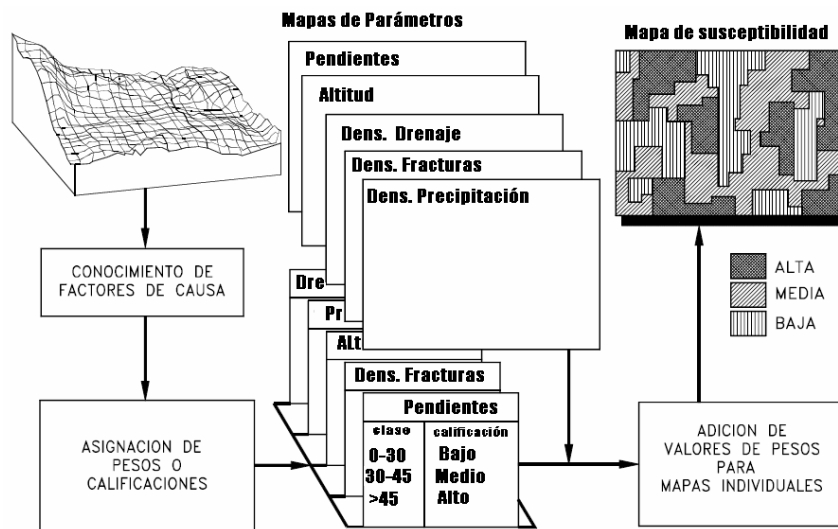 Mapas de Parámetros
Pendientes
Altitud
Dens. Drenaje
Dens. Fracturas
Dens. Precipitación
Mapa de susceptibilidad
ALTA
MEDIA
BAJA
CONOCIMIENTO DE
FACTORES DE CAUSA
ASIGNACION DE
PESOS O
CALIFICACIONES
Dre
Pr
Alt
Dens. Fracturas
Pendientes
clase calificación
0-30 Bajo
30-45 Medio
>45 Alto
ADICION DE
VALORES DE PESOS
PARA
MAPAS INDIVIDUALES